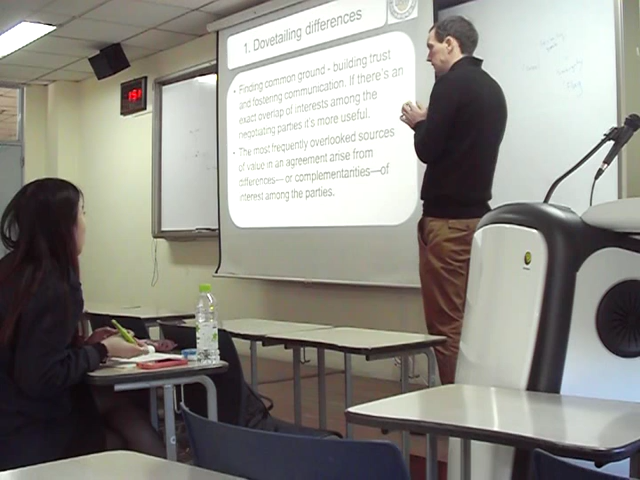 1. Dovetailing differences
• Finding common ground - building trust
and fostering communication. If there's an
exact overlap of interests among the
negotiating parties it's more useful.
• The most frequently overlooked sources
of value in an agreement arise from
differences— or complementarities—of
interest among the parties.